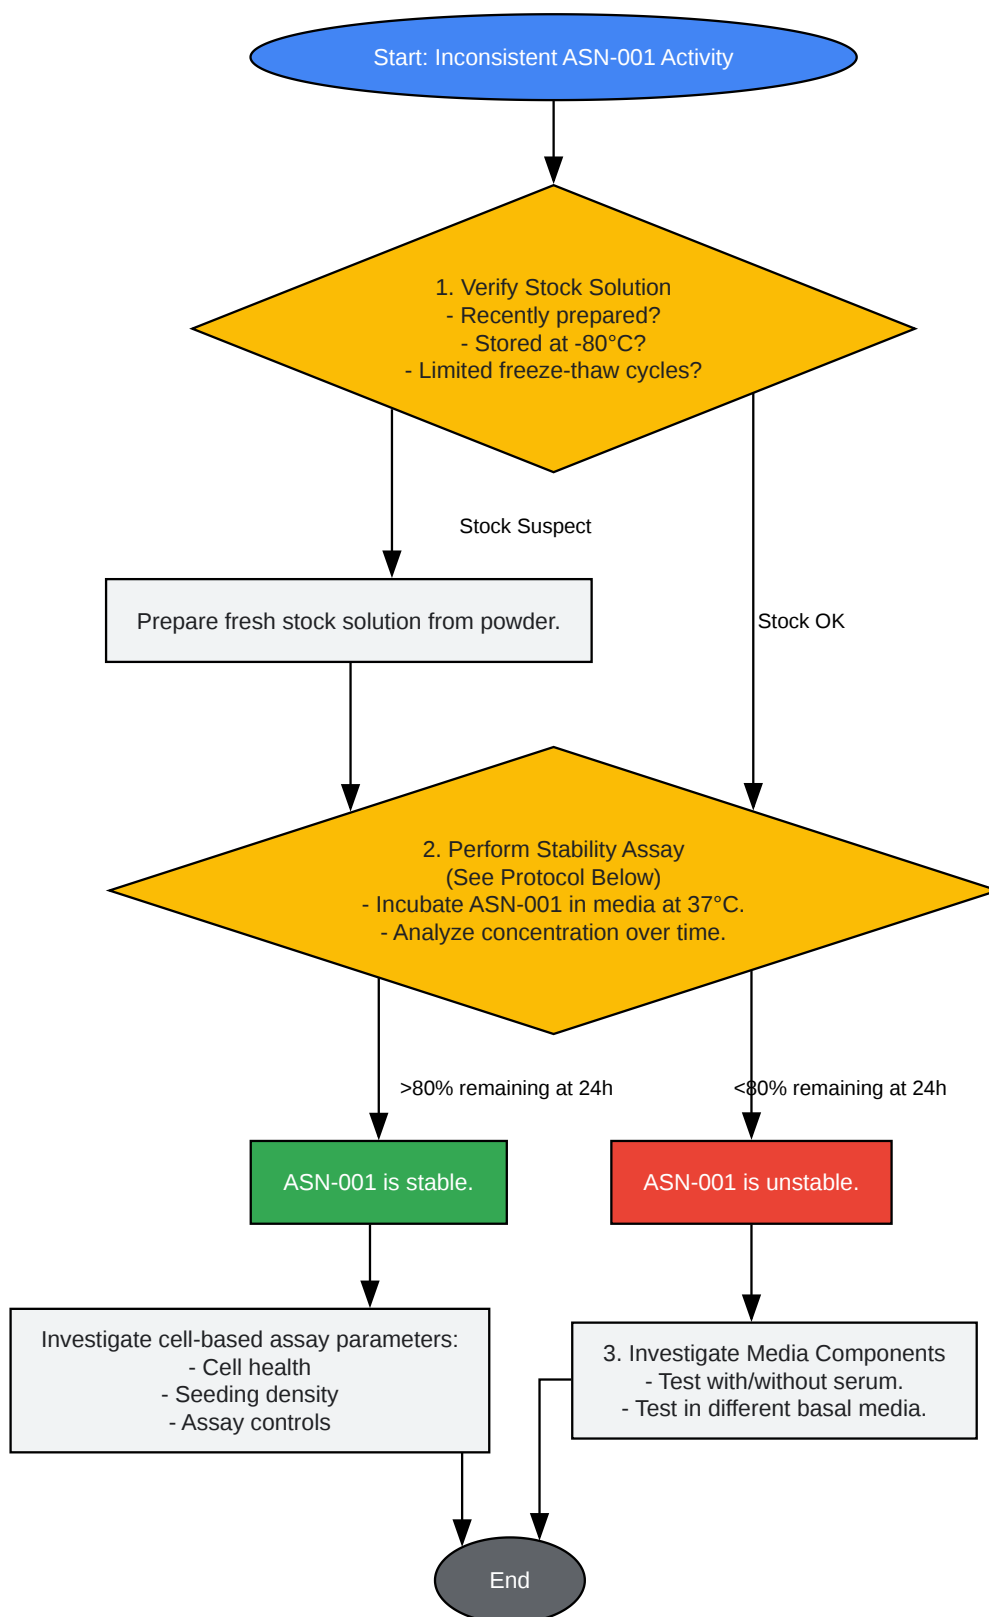 Start: Inconsistent ASN-001 Activity
1. Verify Stock Solution
- Recently prepared?
- Stored at -80°C?
- Limited freeze-thaw cycles?
Stock Suspect
Prepare fresh stock solution from powder.
Stock OK
2. Perform Stability Assay
(See Protocol Below)
- Incubate ASN-001 in media at 37°C.
- Analyze concentration over time.
>80% remaining at 24h
<80% remaining at 24h
ASN-001 is stable.
ASN-001 is unstable.
Investigate cell-based assay parameters:
- Cell health
- Seeding density
- Assay controls
3. Investigate Media Components
- Test with/without serum.
- Test in different basal media.
End